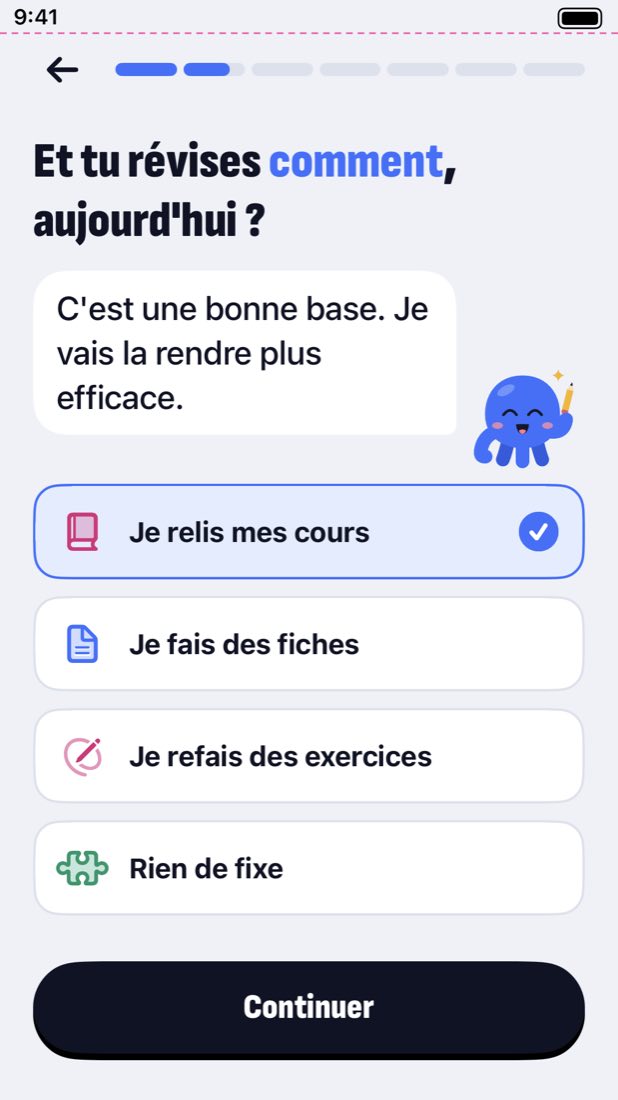 9:41
Et tu révises comment,
aujourd'hui ?
C'est une bonne base. Je
vais la rendre plus
efficace.
Je relis mes cours
Je fais des fiches
Je refais des exercices
Rien de fixe
Continuer